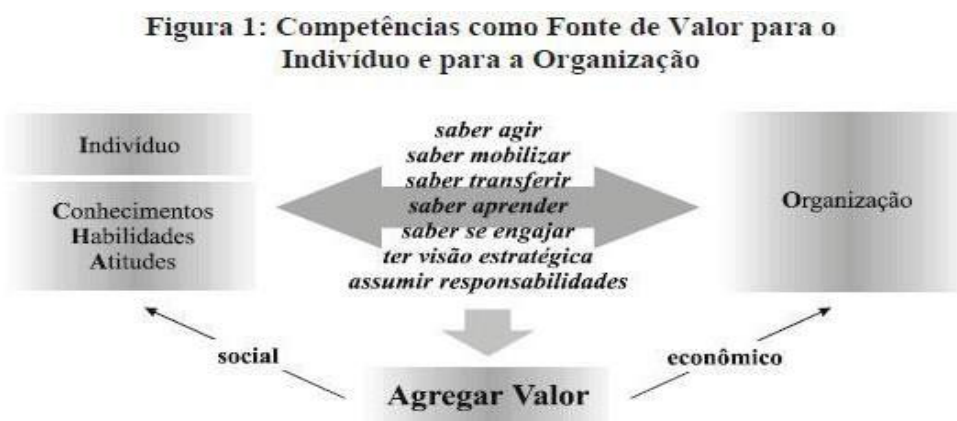 Figura 1: Competências como Fonte de Valor para o
Indivíduo e para a Organização
Indivíduo
Conhecimentos
Habilidades
Atitudes
saber agir
saber mobilizar
saber transferir
saber aprender
saber se engajar
ter visão estratégica
assumir responsabilidades
Organização
social
econômico
Agregar Valor